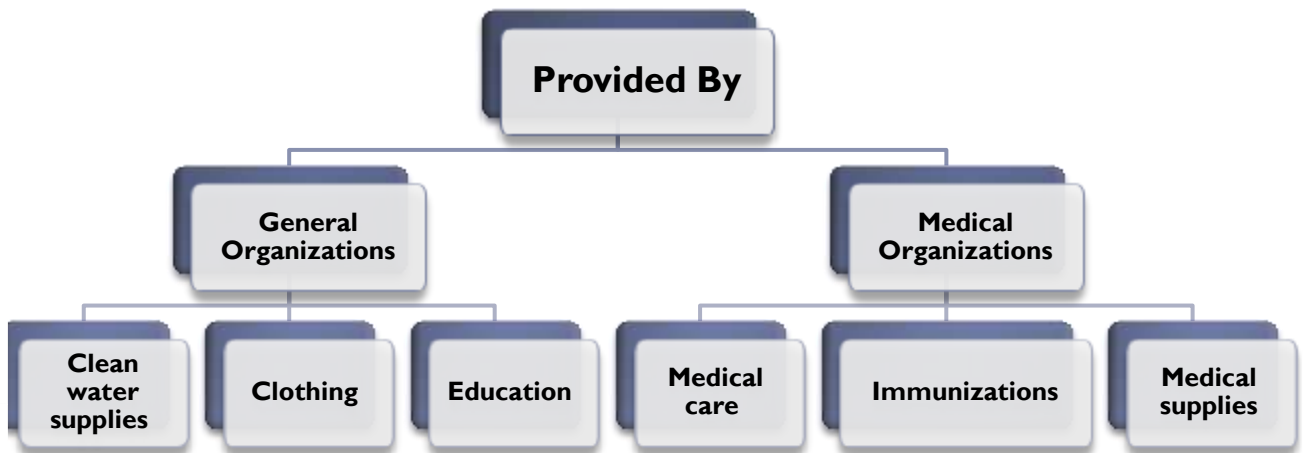 Provided By
General
Organizations
Medical
Organizations
Clean
water
supplies
Clothing
Education
Medical
care
Immunizations
Medical
supplies